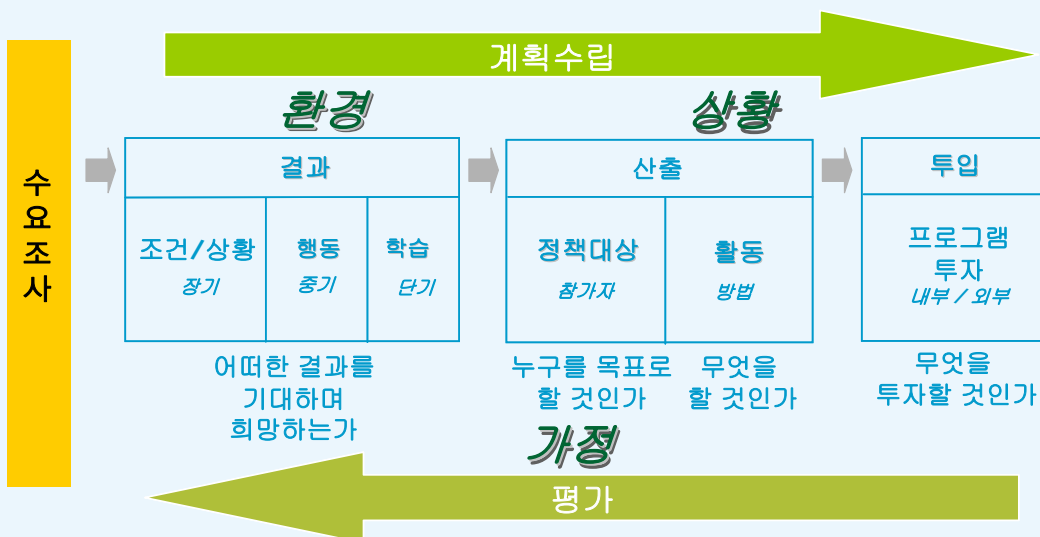 계획수립
수
요
조
사
환경
상황
결과
조건/상황
장기
행동
중기
학습
단기
어떠한 결과를
기대하며
희망하는가
산출
정책대상
참가자
활동
방법
누구를 목표로
할 것인가
무엇을
할 것인가
투입
프로그램
투자
내부 / 외부
무엇을
투자할 것인가
가정
평가